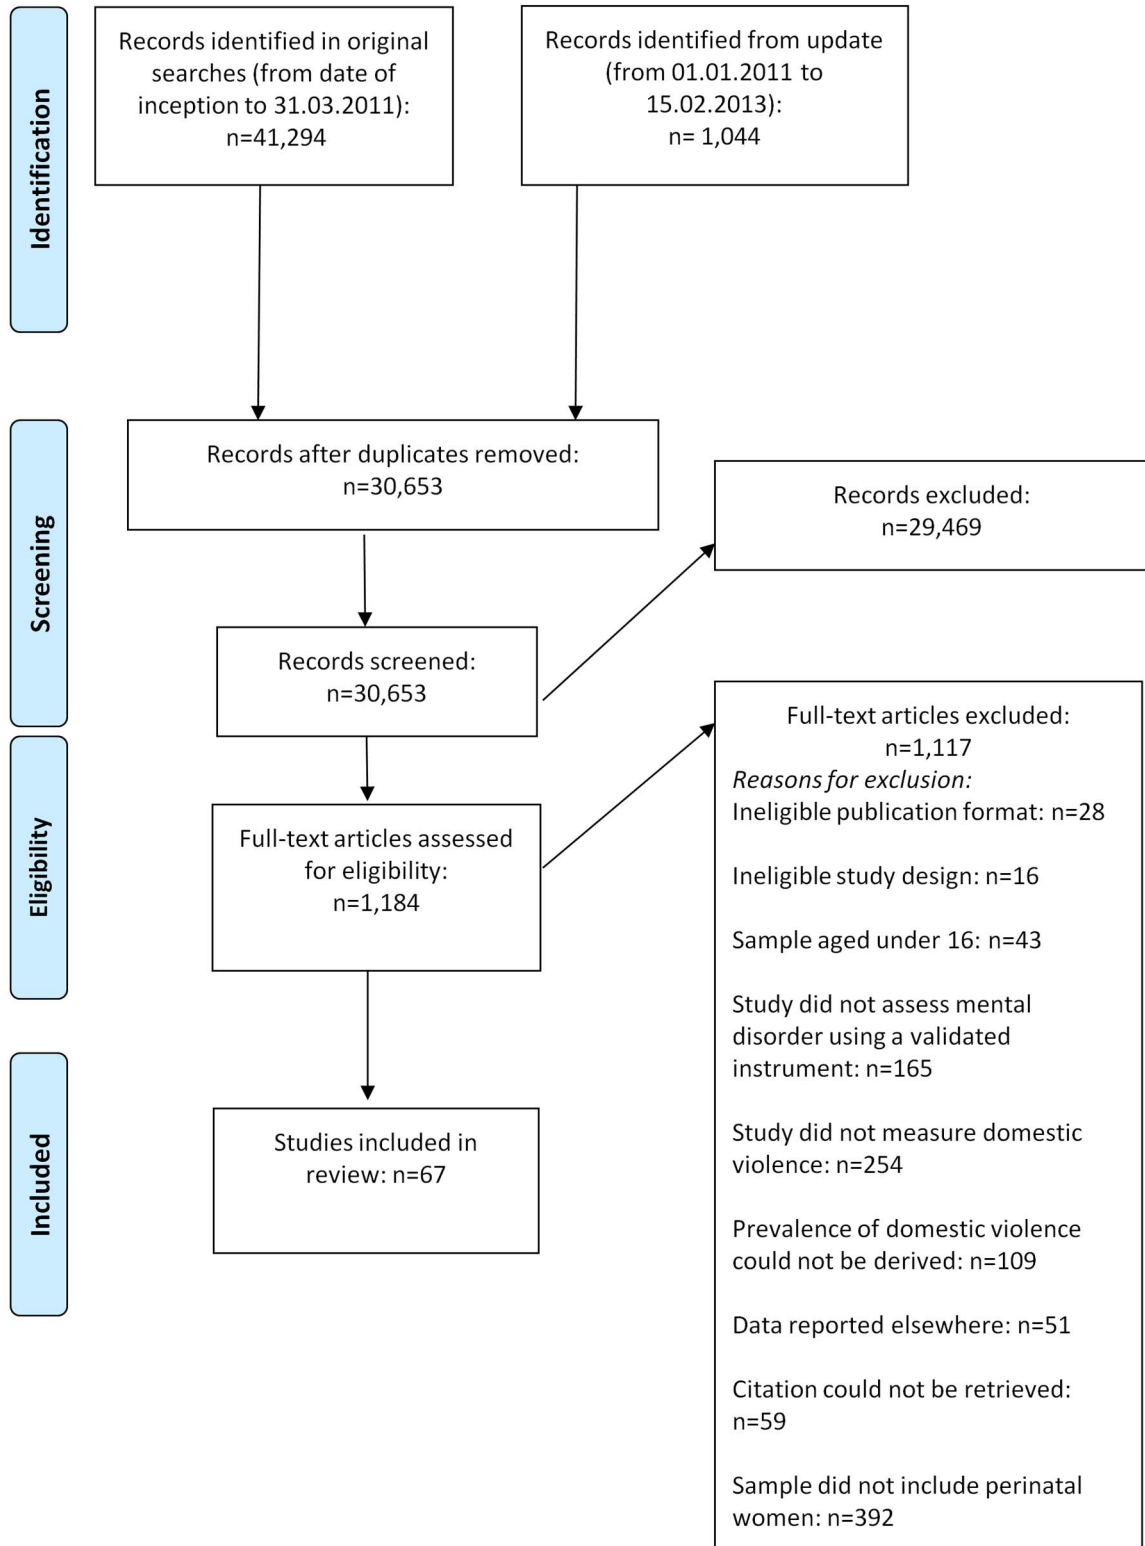 Identification
Records identified in original
searches (from date of
inception to 31.03.2011):
n=41,294
Records identified from update
(from 01.01.2011 to
15.02.2013):
n= 1,044
Screening
Records after duplicates removed:
n=30,653
Records excluded:
n=29,469
Records screened:
n=30,653
Eligibility
Full-text articles assessed
for eligibility:
n=1,184
Full-text articles excluded:
n=1,117
Reasons for exclusion:
Ineligible publication format: n=28
Ineligible study design: n=16
Sample aged under 16: n=43
Study did not assess mental
disorder using a validated
instrument: n=165
Study did not measure domestic
violence: n=254
Prevalence of domestic violence
could not be derived: n=109
Data reported elsewhere: n=51
Citation could not be retrieved:
n=59
Sample did not include perinatal
women: n=392
Included
Studies included in
review: n=67